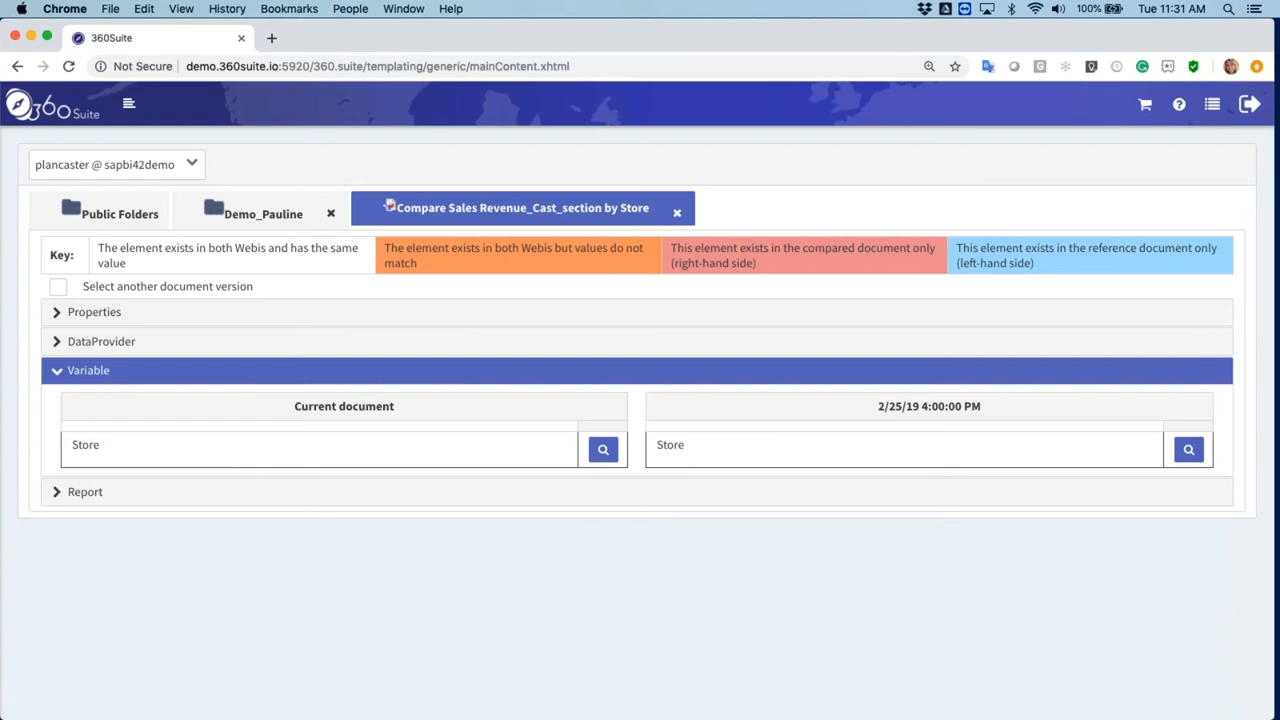 Chrome File Edit View History Bookmarks People Window Help 100% Tue 11:31 AM
360Suite
Not Secure demo.360suite.io:5920/360.suite/templating/generic/mainContent.xhtml
360Suite
plancaster @ sapbi42demo
Public Folders Demo_Pauline Compare Sales Revenue_Cast_section by Store
Key:
The element exists in both Webis and has the same
value
The element exists in both Webis but values do not
match
This element exists in the compared document only
(right-hand side)
This element exists in the reference document only
(left-hand side)
Select another document version
Properties
DataProvider
Variable
Current document 2/25/19 4:00:00 PM
Store Store
Report